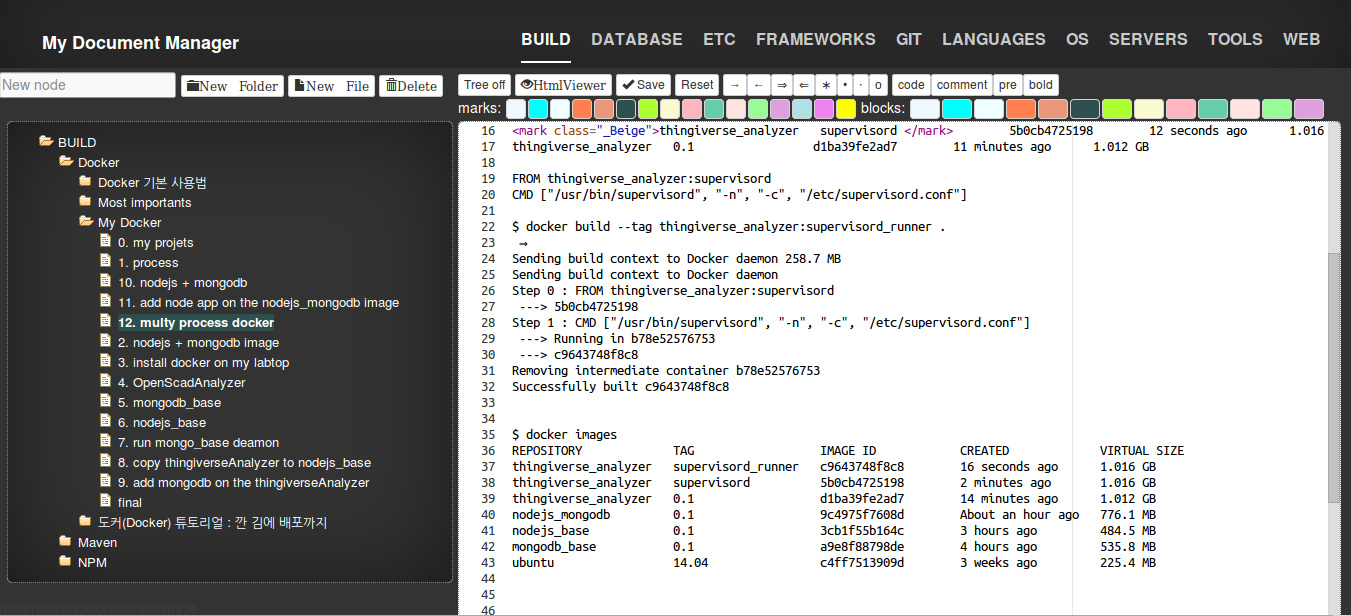 My Document Manager
BUILD DATABASE ETC FRAMEWORKS GIT LANGUAGES OS SERVERS TOOLS WEB
New node New Folder New File Delete
Tree off HtmlViewer Save Reset → ← ⇒ ⇐ ∗ • · o code comment pre bold
marks: blocks:
BUILD
Docker
Docker 기본 사용법
Most importants
My Docker
0. my projets
1. process
10. nodejs + mongodb
11. add node app on the nodejs_mongodb image
12. multy process docker
2. nodejs + mongodb image
3. install docker on my labtop
4. OpenScadAnalyzer
5. mongodb_base
6. nodejs_base
7. run mongo_base deamon
8. copy thingiverseAnalyzer to nodejs_base
9. add mongodb on the thingiverseAnalyzer
final
도커(Docker) 튜토리얼 : 깐 김에 배포까지
Maven
NPM
16 <mark class="_Beige">thingiverse_analyzer supervisord </mark> 5b0cb4725198 12 seconds ago 1.016
17 thingiverse_analyzer 0.1 d1ba39fe2ad7 11 minutes ago 1.012 GB
18
19 FROM thingiverse_analyzer:supervisord
20 CMD ["/usr/bin/supervisord", "-n", "-c", "/etc/supervisord.conf"]
21
22 $ docker build --tag thingiverse_analyzer:supervisord_runner .
23 →
24 Sending build context to Docker daemon 258.7 MB
25 Sending build context to Docker daemon
26 Step 0 : FROM thingiverse_analyzer:supervisord
27 ---> 5b0cb4725198
28 Step 1 : CMD ["/usr/bin/supervisord", "-n", "-c", "/etc/supervisord.conf"]
29 ---> Running in b78e52576753
30 ---> c9643748f8c8
31 Removing intermediate container b78e52576753
32 Successfully built c9643748f8c8
33
34
35 $ docker images
36 REPOSITORY TAG IMAGE ID CREATED VIRTUAL SIZE
37 thingiverse_analyzer supervisord_runner c9643748f8c8 16 seconds ago 1.016 GB
38 thingiverse_analyzer supervisord 5b0cb4725198 2 minutes ago 1.016 GB
39 thingiverse_analyzer 0.1 d1ba39fe2ad7 14 minutes ago 1.012 GB
40 nodejs_mongodb 0.1 9c4975f7608d About an hour ago 776.1 MB
41 nodejs_base 0.1 3cb1f55b164c 3 hours ago 484.5 MB
42 mongodb_base 0.1 a9e8f88798de 4 hours ago 535.8 MB
43 ubuntu 14.04 c4ff7513909d 3 weeks ago 225.4 MB
44
45
46